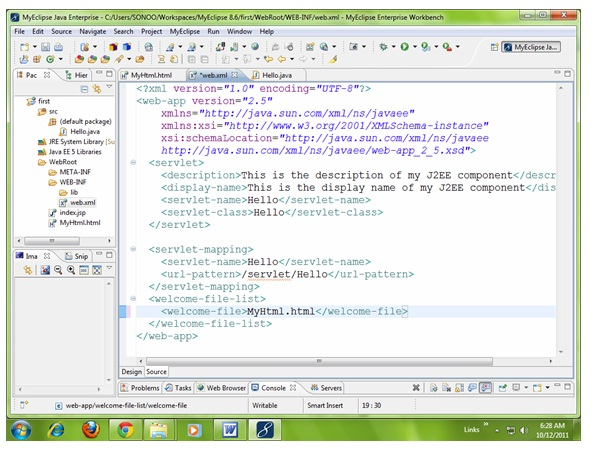 MyEclipse Java Enterprise - C:/Users/SONOO/Workspaces/MyEclipse 8.6/first/WebRoot/WEB-INF/web.xml - MyEclipse Enterprise Workbench
File Edit Source Navigate Search Project MyEclipse Run Window Help
MyEclipse Ja...
Pac Hier
MyHtml.html *web.xml Hello.java
first
src
(default package)
Hello.java
JRE System Library [Su
Java EE 5 Libraries
WebRoot
META-INF
WEB-INF
lib
web.xml
index.jsp
MyHtml.html
Ima Snip
<?xml version="1.0" encoding="UTF-8"?>
<web-app version="2.5"
xmlns="http://java.sun.com/xml/ns/javaee"
xmlns:xsi="http://www.w3.org/2001/XMLSchema-instance"
xsi:schemaLocation="http://java.sun.com/xml/ns/javaee
http://java.sun.com/xml/ns/javaee/web-app_2_5.xsd">
<servlet>
<description>This is the description of my J2EE component</descr
<display-name>This is the display name of my J2EE component</dis
<servlet-name>Hello</servlet-name>
<servlet-class>Hello</servlet-class>
</servlet>
<servlet-mapping>
<servlet-name>Hello</servlet-name>
<url-pattern>/servlet/Hello</url-pattern>
</servlet-mapping>
<welcome-file-list>
<welcome-file>MyHtml.html</welcome-file>
</welcome-file-list>
</web-app>
Design Source
Problems Tasks Web Browser Console Servers
web-app/welcome-file-list/welcome-file Writable Smart Insert 19 : 30
Links 6:28 AM
10/12/2011